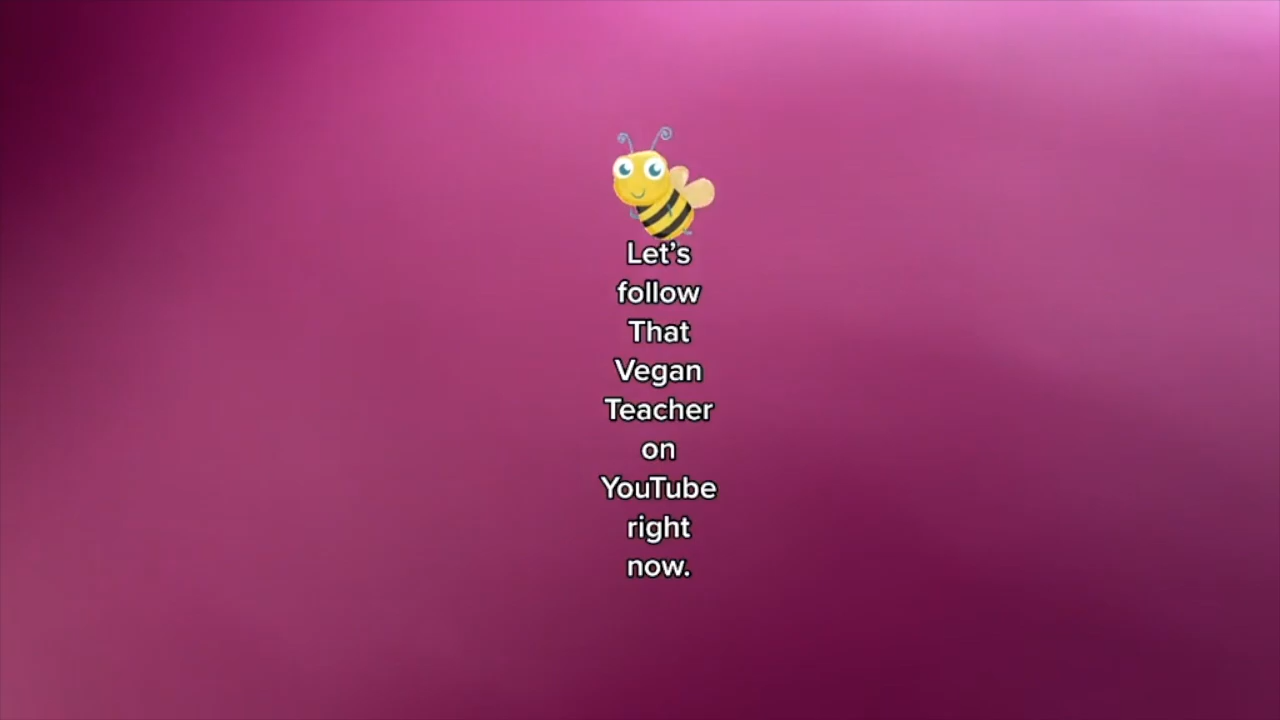 Let’s
follow
That
Vegan
Teacher
on
YouTube
right
now.